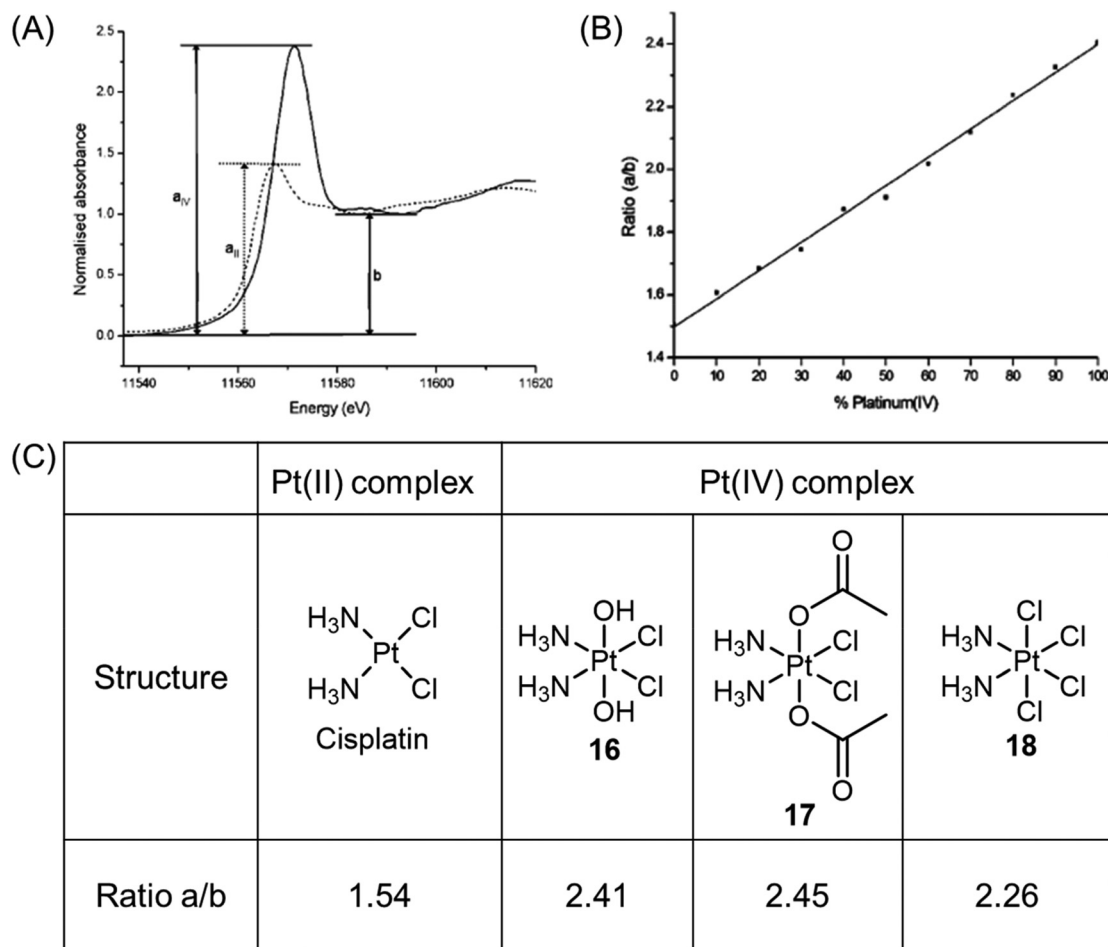 (A)
2.5
2.0
1.5
1.0
0.5
0.0
Normalised absorbance
aIV
aII
b
11540
11560
11580
11600
11620
Energy (eV)
(B)
2.4
2.2
2.0
1.8
1.6
1.4
Ratio (a/b)
0 10 20 30 40 50 60 70 80 90 100
% Platinum(IV)
(C)
Pt(II) complex Pt(IV) complex
Structure
H3N Cl
Pt
H3N Cl
Cisplatin
OH
H3N Cl
Pt
H3N Cl
OH
16
O
O
H3N Cl
Pt
H3N Cl
O
O
17
Cl
H3N Cl
Pt
H3N Cl
Cl
18
Ratio a/b 1.54 2.41 2.45 2.26